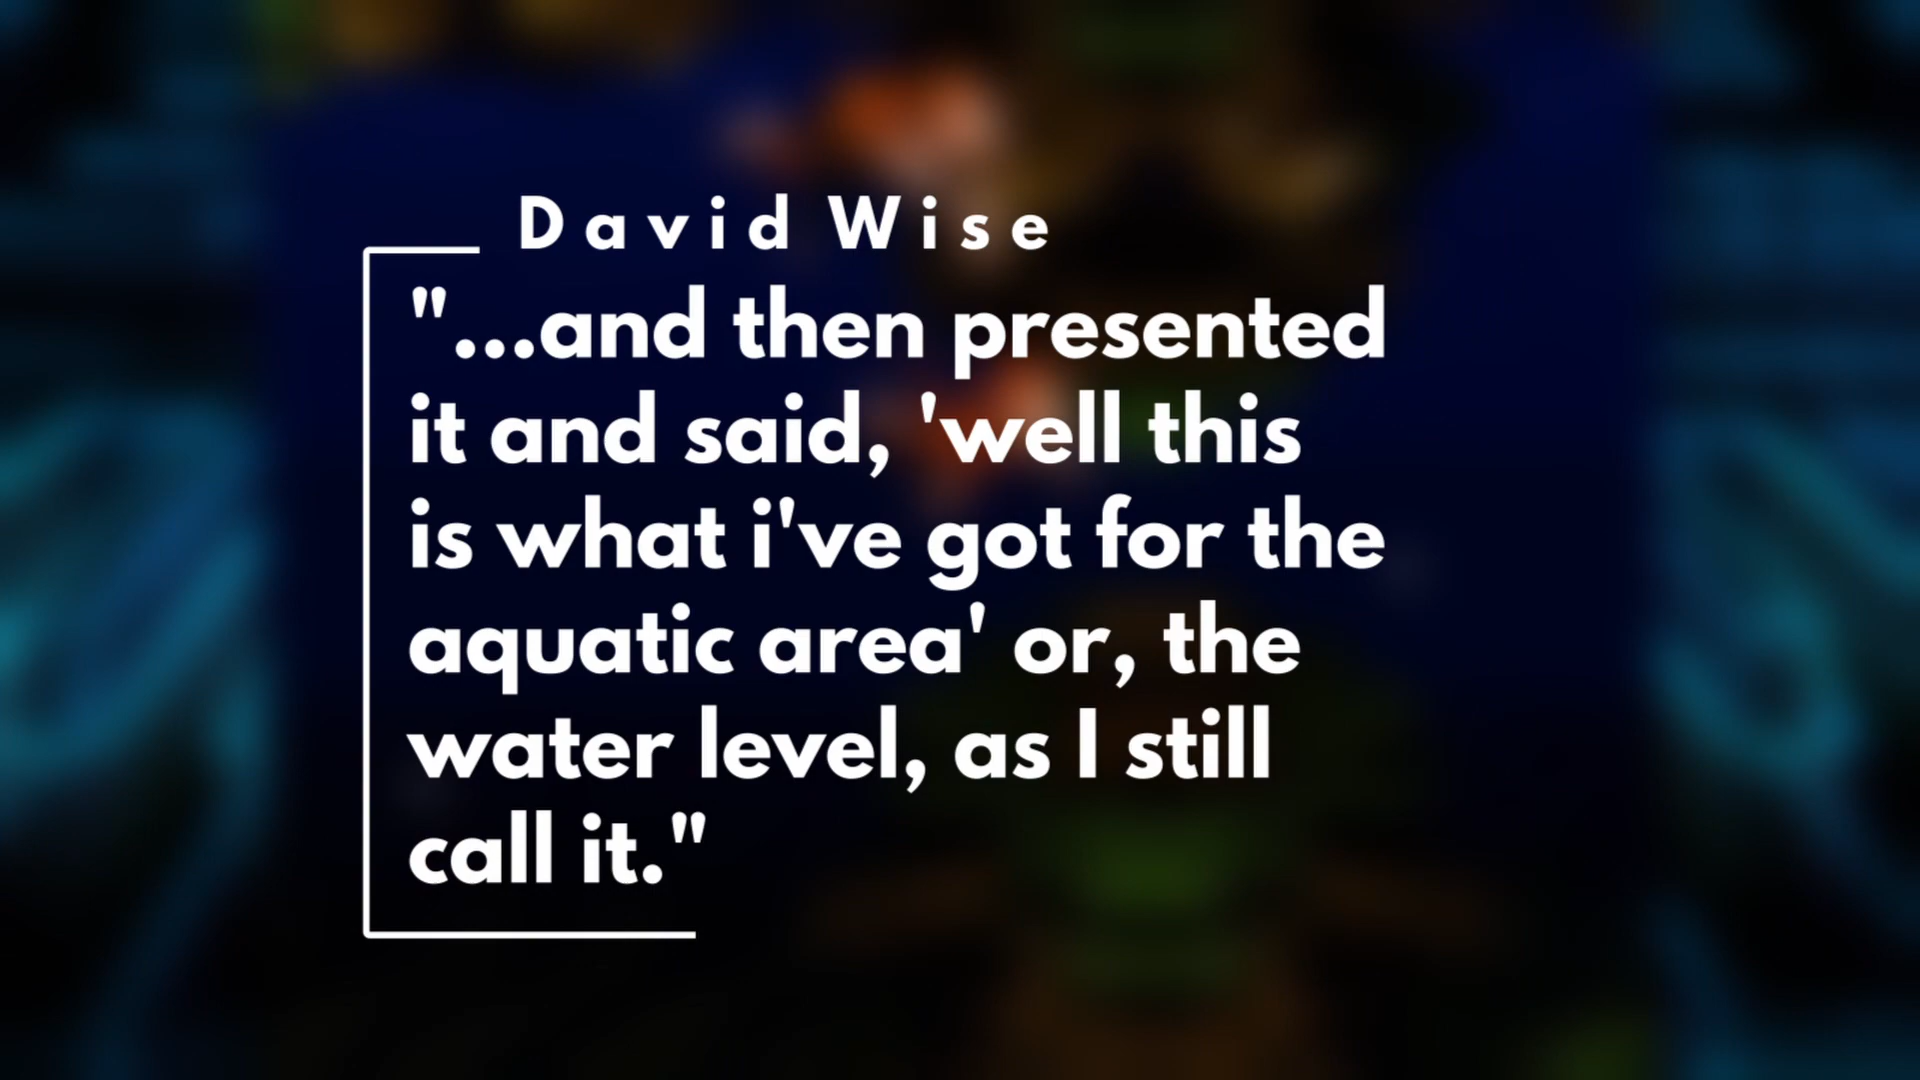 David Wise
"...and then presented
it and said, 'well this
is what i've got for the
aquatic area' or, the
water level, as I still
call it."